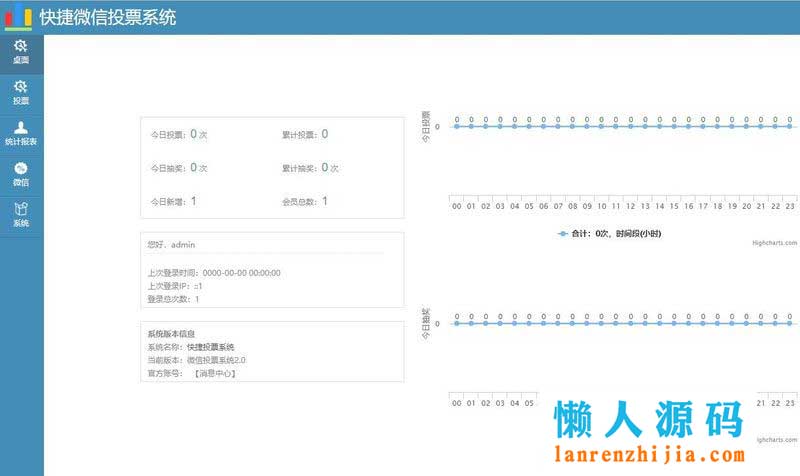 快捷微信投票系统
桌面
投票
统计报表
微信
系统
今日投票：0 次 累计投票：0
今日抽奖：0 次 累计抽奖：0 次
今日新增：1 会员总数：1
您好，admin
上次登录时间：0000-00-00 00:00:00
上次登录IP：::1
登录总次数：1
系统版本信息
系统名称：快捷投票系统
当前版本：微信投票系统2.0
官方账号： 【消息中心】
今日投票
0
0 0 0 0 0 0 0 0 0 0 0 0 0 0 0 0 0 0 0 0 0 0 0 0
00 01 02 03 04 05 06 07 08 09 10 11 12 13 14 15 16 17 18 19 20 21 22 23
合计：0次，时间段(小时)
Highcharts.com
今日抽奖
0
0 0 0 0 0 0 0 0 0 0 0 0 0 0 0 0 0 0 0 0 0 0 0 0
00 01 02 03 04 05 21 22 23
懒人源码
lanrenzhijia.com
ighcharts.com